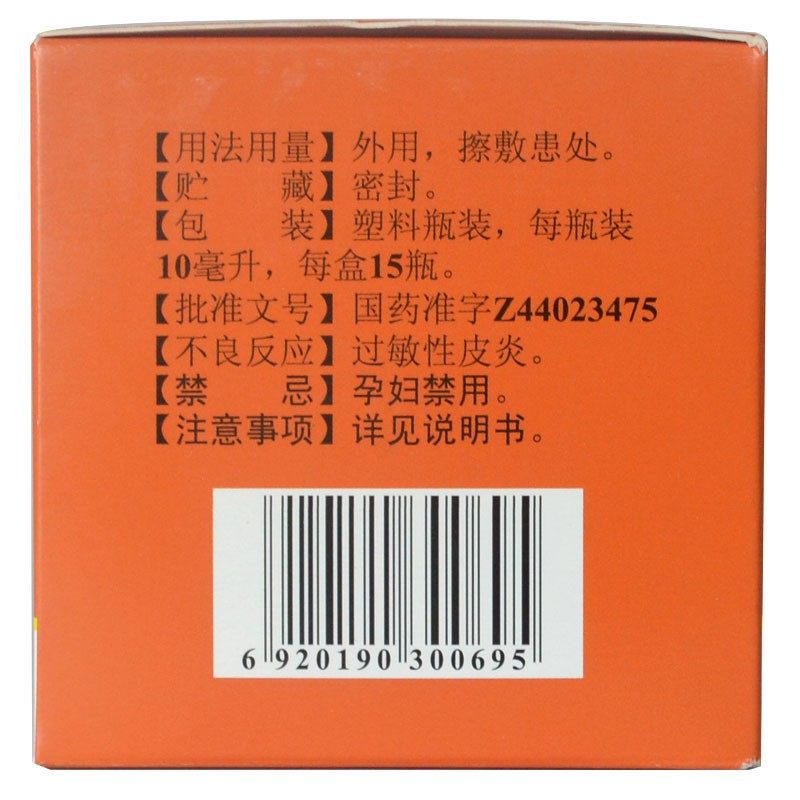 【用法用量】外用，擦敷患处。
【贮　　藏】密封。
【包　　装】塑料瓶装，每瓶装
10毫升，每盒15瓶。
【批准文号】国药准字Z44023475
【不良反应】过敏性皮炎。
【禁　　忌】孕妇禁用。
【注意事项】详见说明书。
6 920190 300695